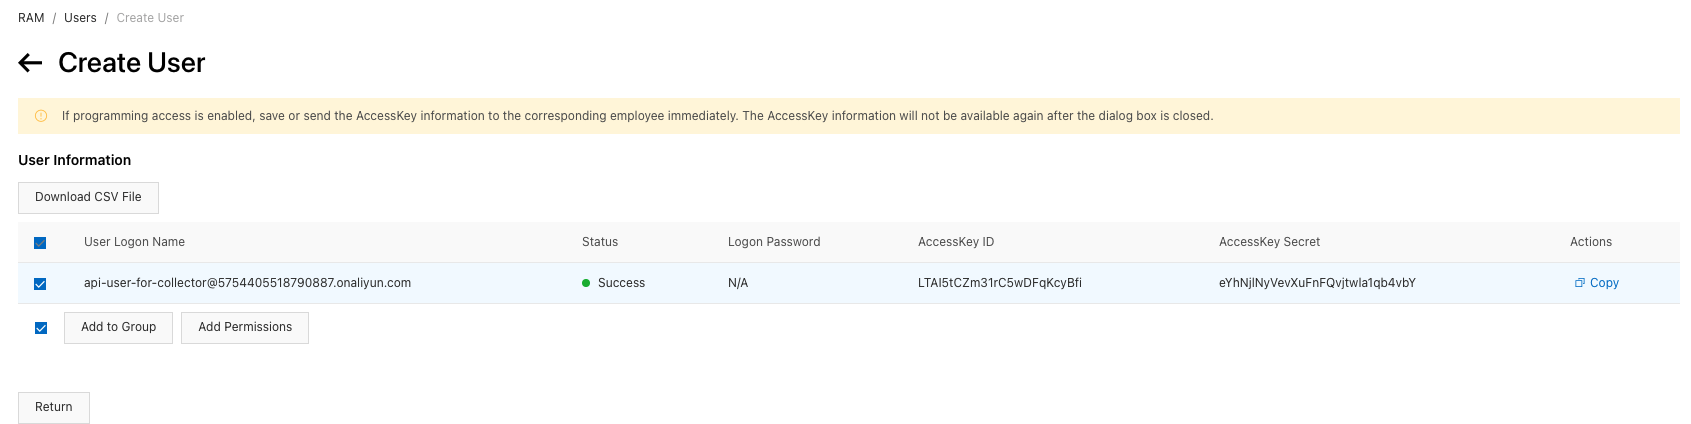 RAM / Users / Create User
Create User
If programming access is enabled, save or send the AccessKey information to the corresponding employee immediately. The AccessKey information will not be available again after the dialog box is closed.
User Information
Download CSV File
User Logon Name Status Logon Password AccessKey ID AccessKey Secret Actions
api-user-for-collector@5754405518790887.onaliyun.com Success N/A LTAI5tCZm31rC5wDFqKcyBfi eYhNjlNyVevXuFnFQvjtwla1qb4vbY Copy
Add to Group Add Permissions
Return